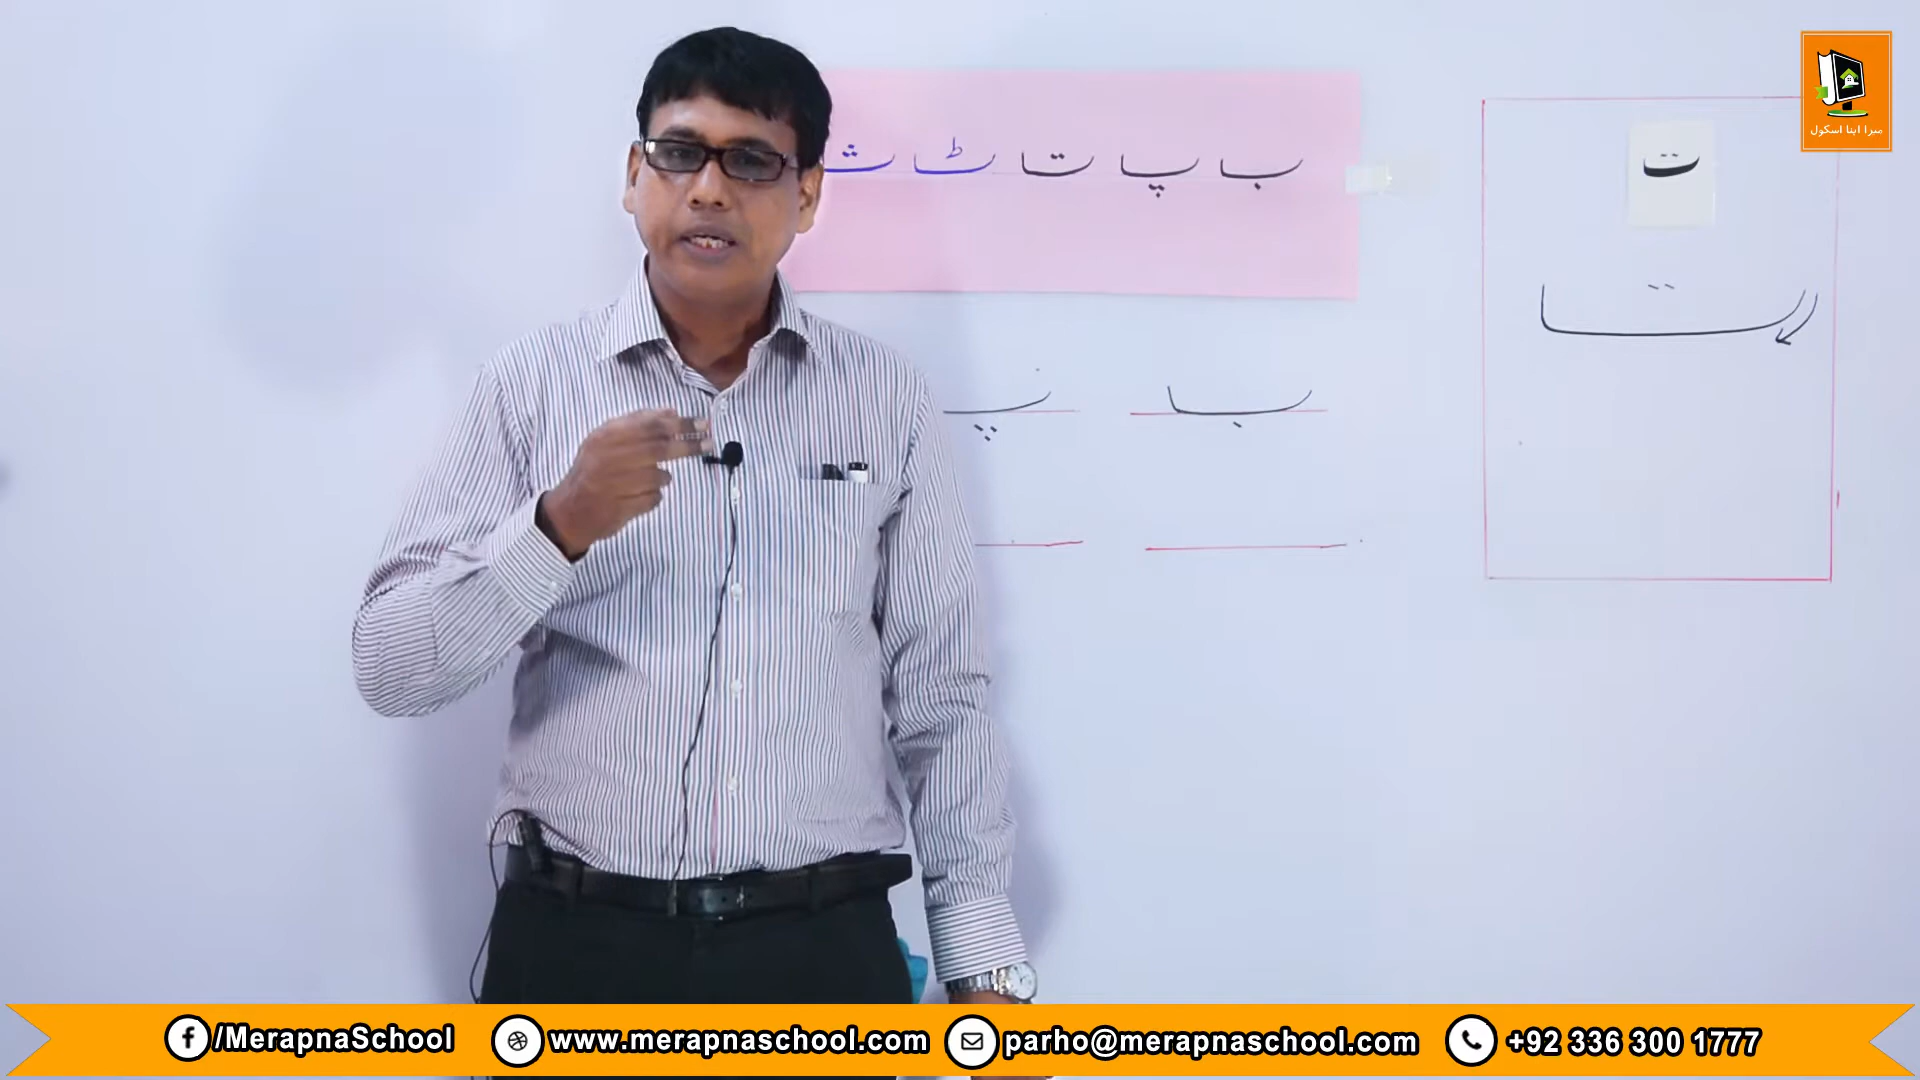 میرا اپنا اسکول
ب پ ت ٹ ث
ت
ت
ب پ
/MerapnaSchool www.merapnaschool.com parho@merapnaschool.com +92 336 300 1777